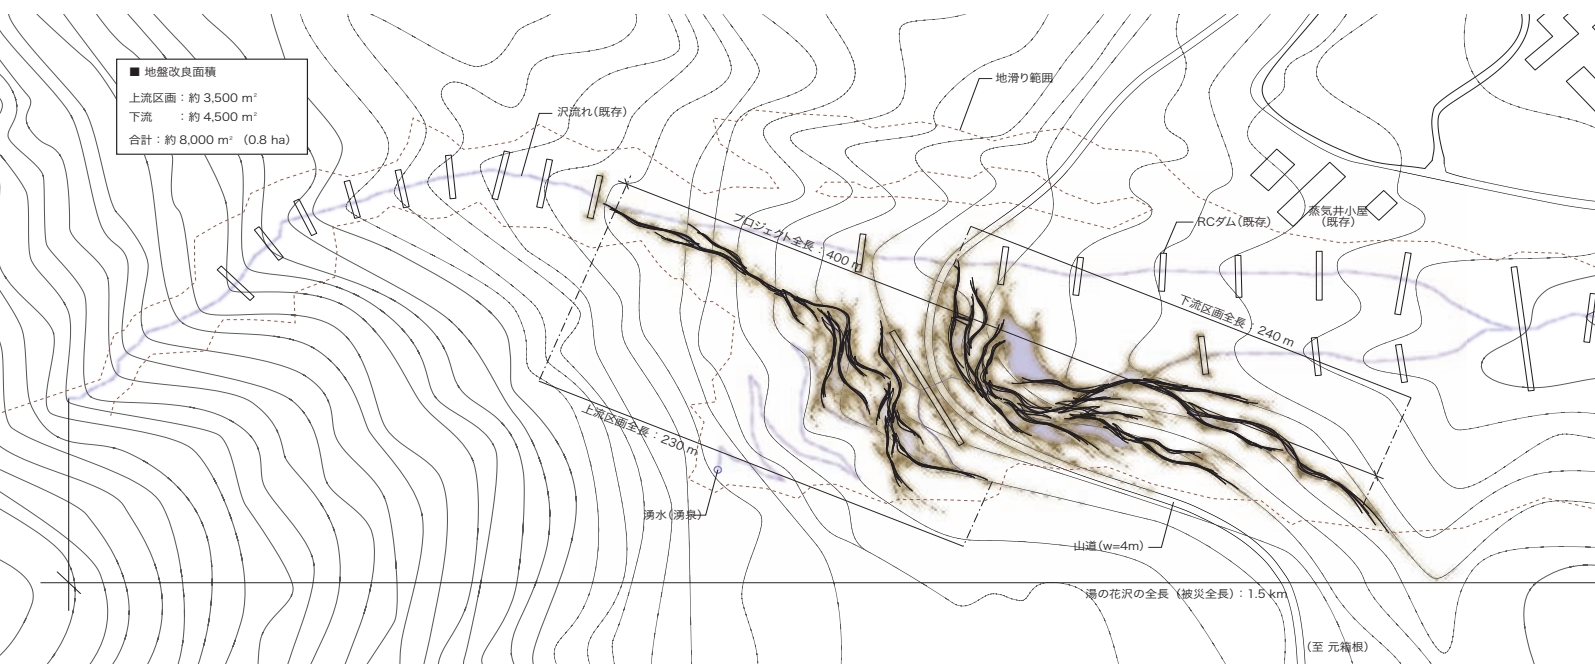 ■ 地盤改良面積
上流区画：約 3,500 m²
下流　　：約 4,500 m²
合計：約 8,000 m²（0.8 ha）
沢流れ（既存）
地滑り範囲
プロジェクト全長：400 m
RCダム（既存）
蒸気井小屋
（既存）
下流区画全長：240 m
上流区画全長：230 m
湧水（湧泉）
山道（w=4m）
湯の花沢の全長（被災全長）：1.5 km
（至 元箱根）